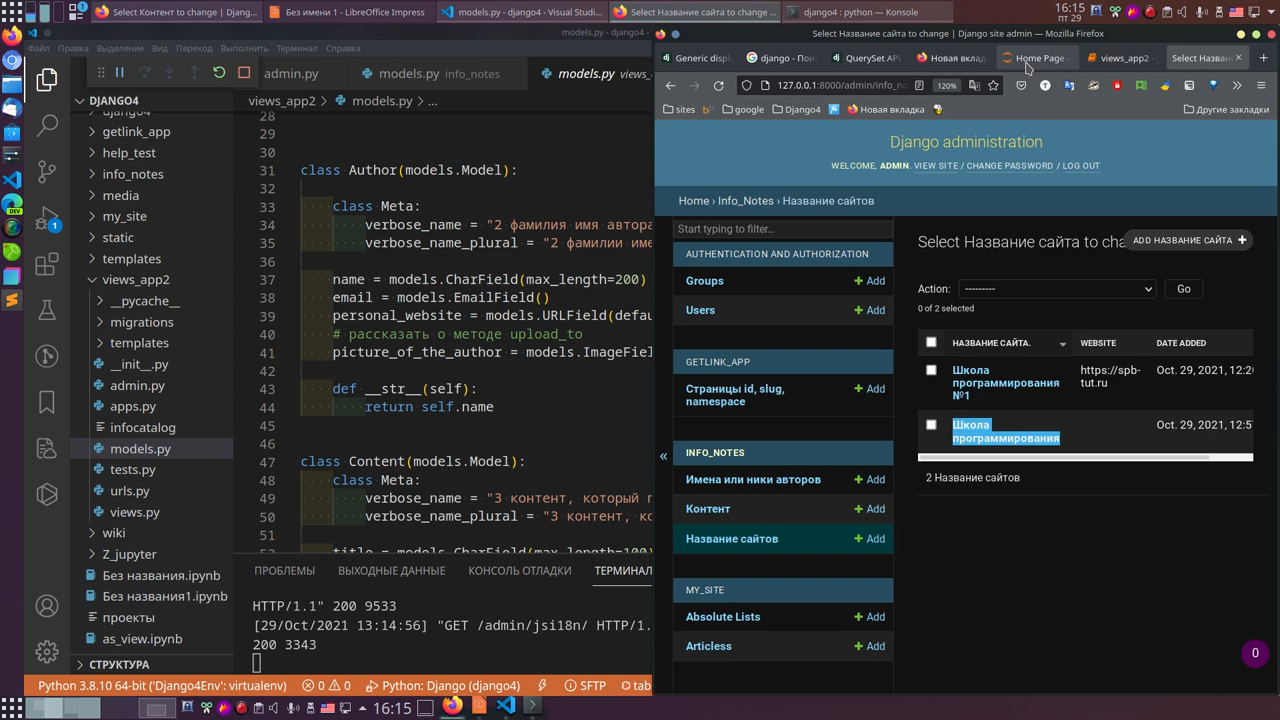 Select Контент to change | Djang...
Без имени 1 - LibreOffice Impress
models.py - django4 - Visual Studi...
Select Название сайта to change ...
django4 : python — Konsole
16:15
пт 29
models.py - django4 -
Select Название сайта to change | Django site admin — Mozilla Firefox
Файл Правка Выделение Вид Переход Выполнить Терминал Справка
Generic displ
django - Пои
QuerySet API
Новая вклад
Home Page -
views_app2 -
Select Назван
admin.py
models.py info_notes
models.py views_
127.0.0.1:8000/admin/info_no
120%
DJANGO4
views_app2 > models.py > ...
sites
google
Django4
Новая вкладка
Другие закладки
django4
getlink_app
help_test
info_notes
media
my_site
static
templates
views_app2
__pycache__
migrations
templates
__init__.py
admin.py
apps.py
infocatalog
models.py
tests.py
urls.py
views.py
wiki
Z_jupyter
Без названия.ipynb
Без названия1.ipynb
проекты
as_view.ipynb
СТРУКТУРА
1
28
29
30
31 class Author(models.Model):
32
33 class Meta:
34 verbose_name = "2 фамилия имя автора
35 verbose_name_plural = "2 фамилии име
36
37 name = models.CharField(max_length=200)
38 email = models.EmailField()
39 personal_website = models.URLField(defau
40 # рассказать о методе upload_to
41 picture_of_the_author = models.ImageFiel
42
43 def __str__(self):
44 return self.name
45
46
47 class Content(models.Model):
48 class Meta:
49 verbose_name = "3 контент, который п
50 verbose_name_plural = "3 контент, ко
51
52 title = models.CharField(max_length=100)
ПРОБЛЕМЫ ВЫХОДНЫЕ ДАННЫЕ КОНСОЛЬ ОТЛАДКИ ТЕРМИНАЛ
HTTP/1.1" 200 9533
[29/Oct/2021 13:14:56] "GET /admin/jsi18n/ HTTP/1.
200 3343
Python 3.8.10 64-bit ('Django4Env': virtualenv)
0
0
Python: Django (django4)
SFTP
tab
Django administration
WELCOME, ADMIN. VIEW SITE / CHANGE PASSWORD / LOG OUT
Home › Info_Notes › Название сайтов
Start typing to filter...
AUTHENTICATION AND AUTHORIZATION
Groups + Add
Users + Add
GETLINK_APP
Страницы id, slug, + Add
namespace
INFO_NOTES
Имена или ники авторов + Add
Контент + Add
Название сайтов + Add
MY_SITE
Absolute Lists + Add
Articless + Add
«
Select Название сайта to cha
ADD НАЗВАНИЕ САЙТА +
Action: --------- Go
0 of 2 selected
НАЗВАНИЕ САЙТА. WEBSITE DATE ADDED
Школа https://spb- Oct. 29, 2021, 12:20
программирования tut.ru
№1
Школа Oct. 29, 2021, 12:57
программирования
2 Название сайтов
0
16:15